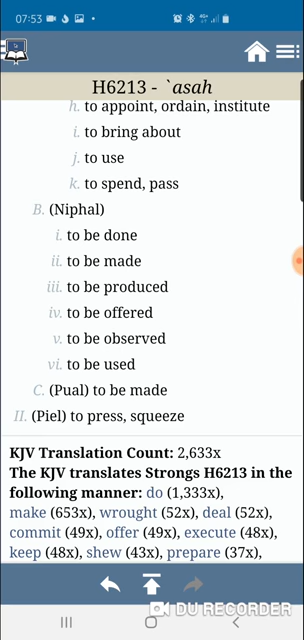 07:53
H6213 - `asah
h. to appoint, ordain, institute
i. to bring about
j. to use
k. to spend, pass
B. (Niphal)
i. to be done
ii. to be made
iii. to be produced
iv. to be offered
v. to be observed
vi. to be used
C. (Pual) to be made
II. (Piel) to press, squeeze
KJV Translation Count: 2,633x
The KJV translates Strongs H6213 in the
following manner: do (1,333x),
make (653x), wrought (52x), deal (52x),
commit (49x), offer (49x), execute (48x),
keep (48x), shew (43x), prepare (37x),
DU RECORDER